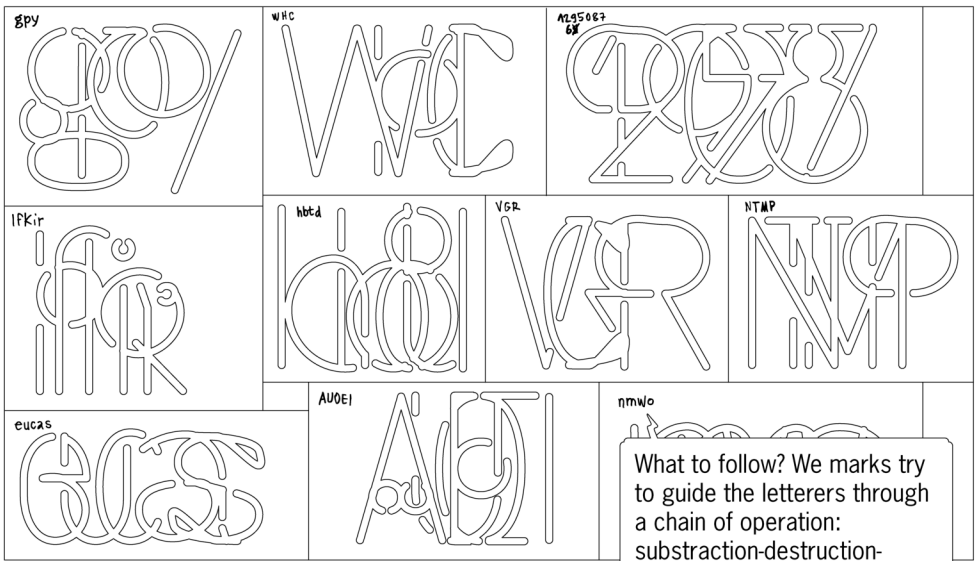 gpy
WHC
A295087
6
lfKir
hbtd
VGR
NTMP
eucas
AUOEI
nmwo
What to follow? We marks try
to guide the letterers through
a chain of operation:
substraction-destruction-